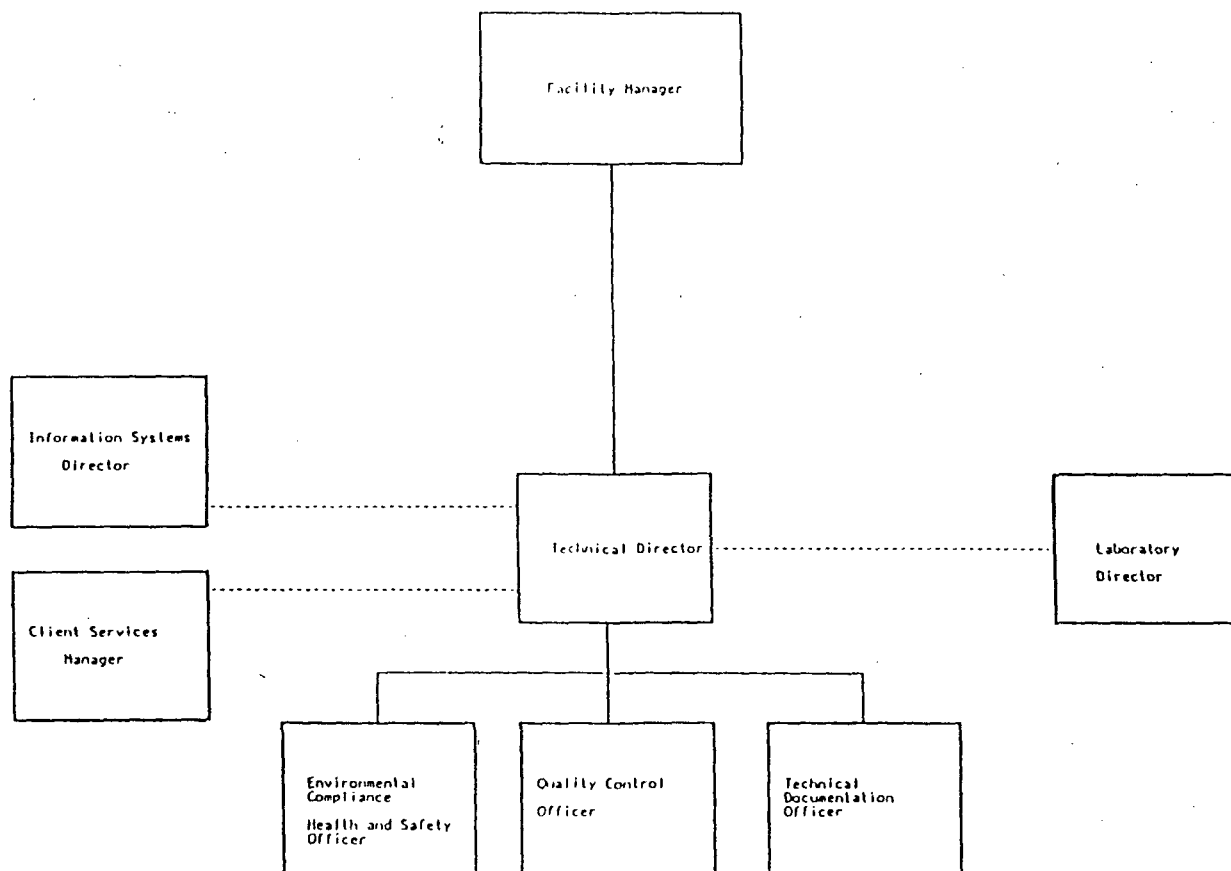 Facility Manager
Information Systems
Director
Technical Director
Laboratory
Director
Client Services
Manager
Environmental
Compliance
Health and Safety
Officer
Quality Control
Officer
Technical
Documentation
Officer